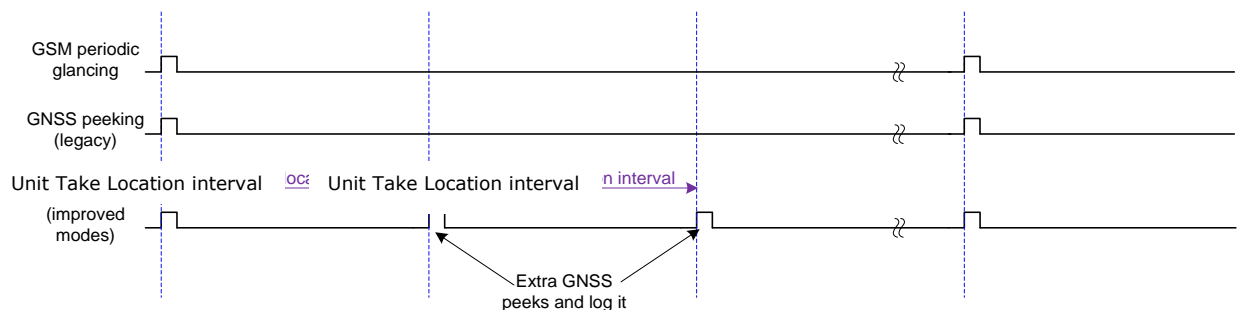 GSM periodic
glancing
GNSS peeking
(legacy)
Unit Take Location interval
Unit Take Location interval
interval
(improved
modes)
Extra GNSS
peeks and log it